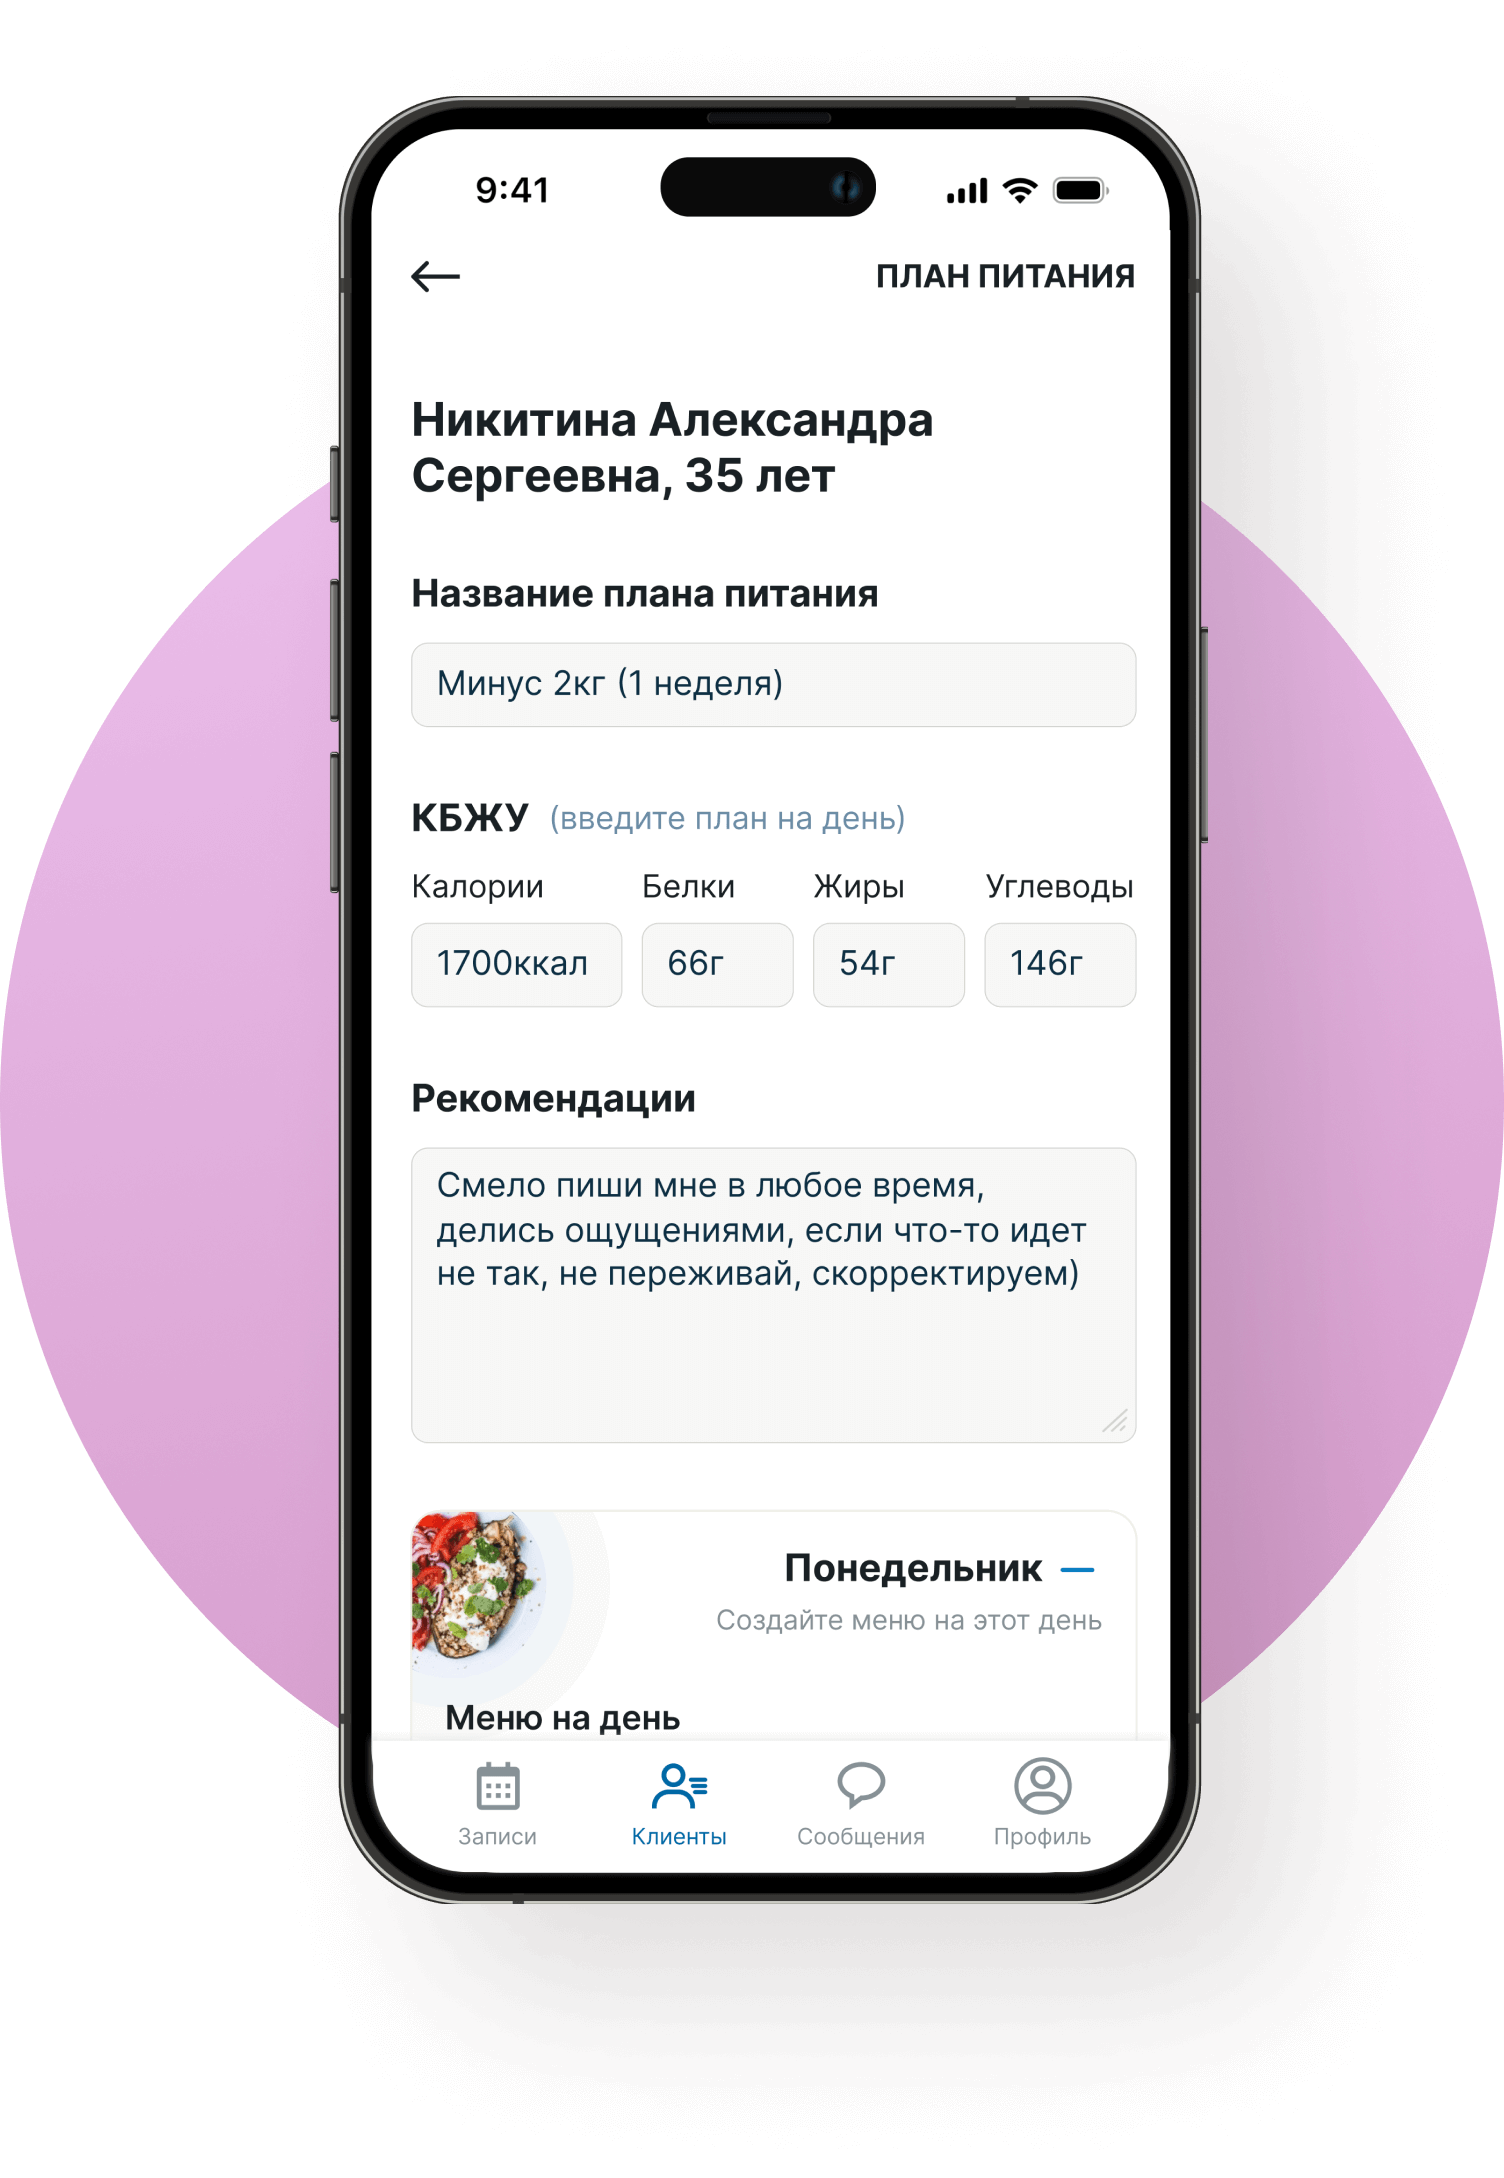 9:41
ПЛАН ПИТАНИЯ
Никитина Александра
Сергеевна, 35 лет
Название плана питания
Минус 2кг (1 неделя)
КБЖУ (введите план на день)
Калории Белки Жиры Углеводы
1700ккал 66г 54г 146г
Рекомендации
Смело пиши мне в любое время,
делись ощущениями, если что-то идет
не так, не переживай, скорректируем)
Понедельник
Создайте меню на этот день
Меню на день
Записи Клиенты Сообщения Профиль